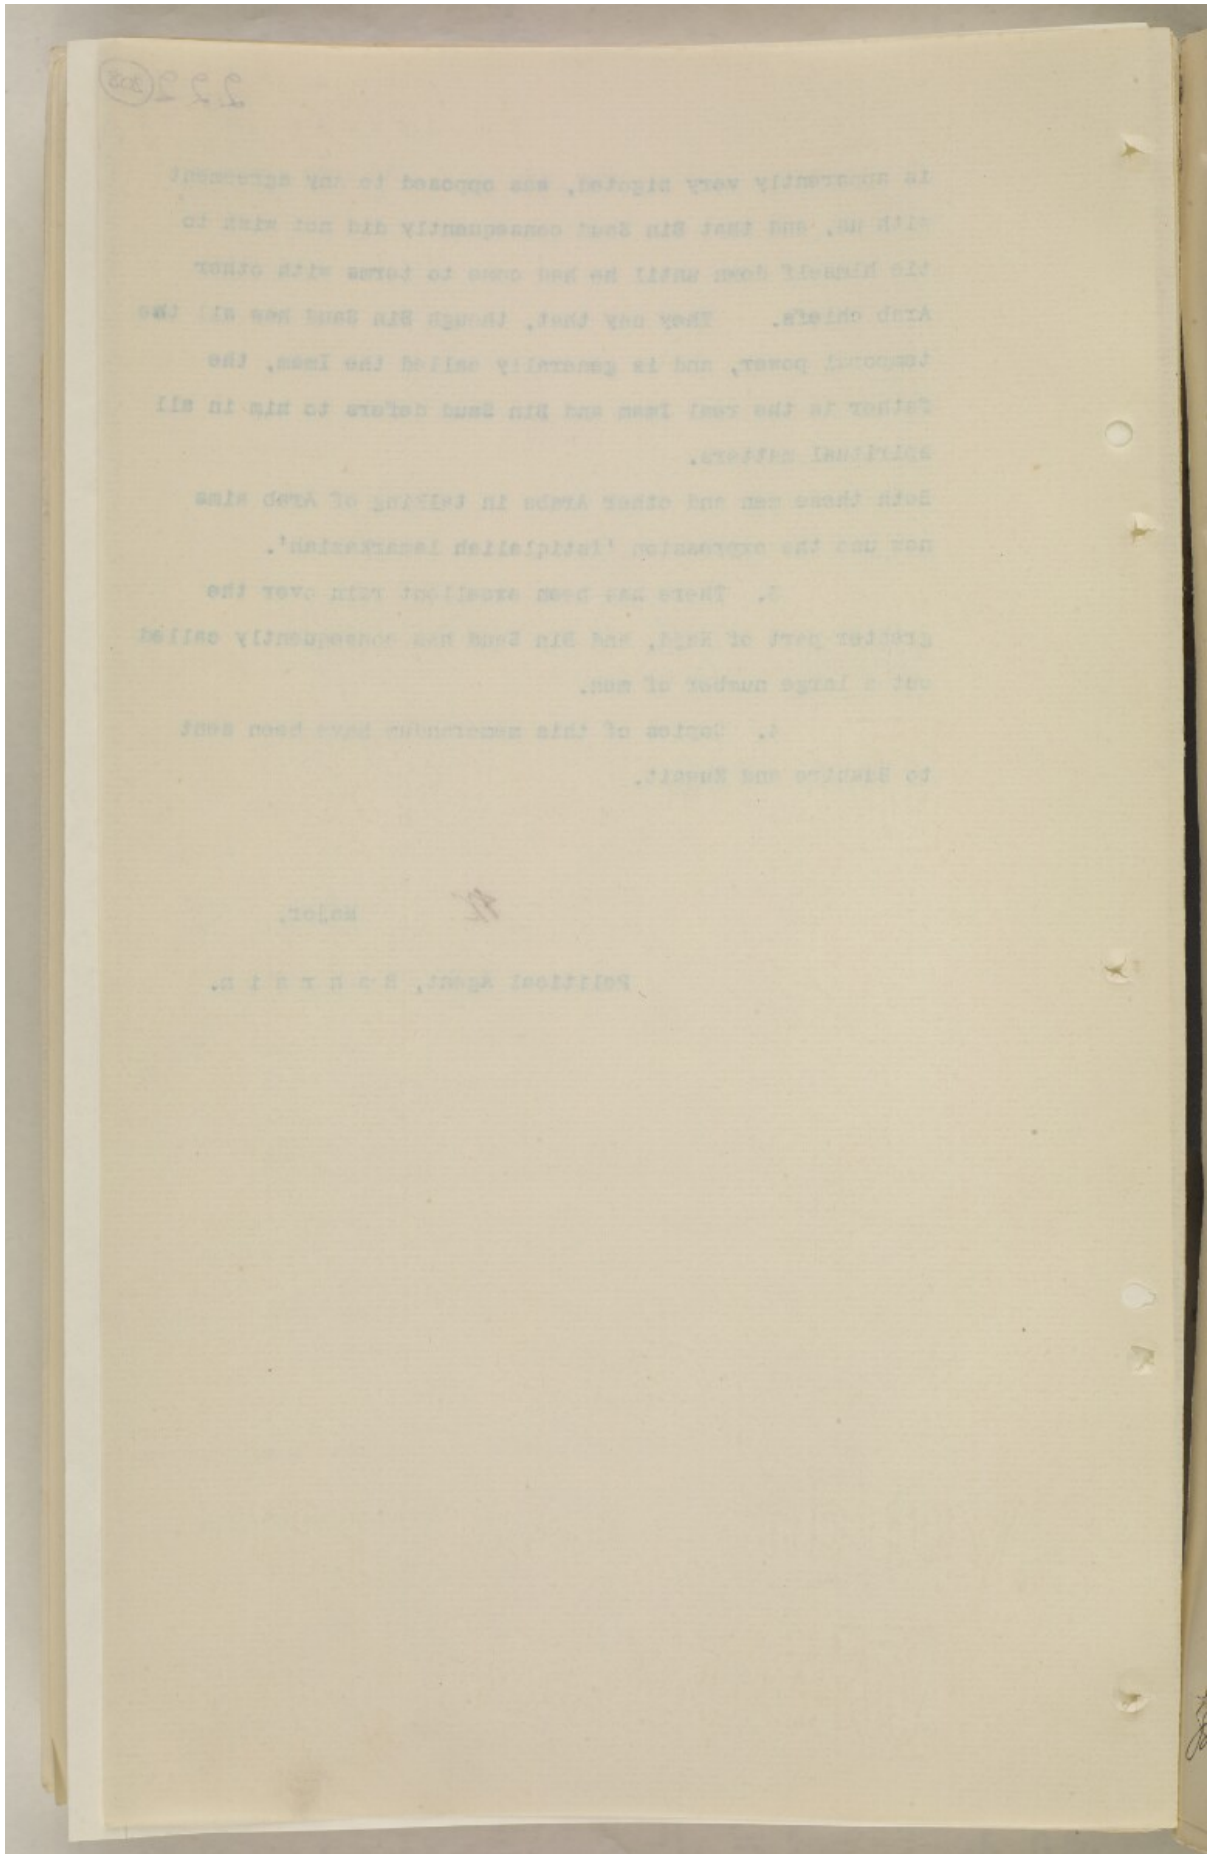 222
is apparently very bigoted, was opposed to any agreement
with us, and that Bin Saud consequently did not wish to
tie himself down until he had come to terms with other
Arab chiefs. They say that, though Bin Saud has all the
temporal power, and is generally called the Imam, the
father is the real Imam and Bin Saud defers to him in all
spiritual matters.
Both these men and other Arabs in talking of Arab aims
now use the expression
3. There has been excellent rain over the
greater part of Najd, and Bin Saud has consequently called
out a large number of men.
4. Copies of this memorandum have been sent
to Bushire and Kuwait.
Major,
Political Agent, B a h r a i n.